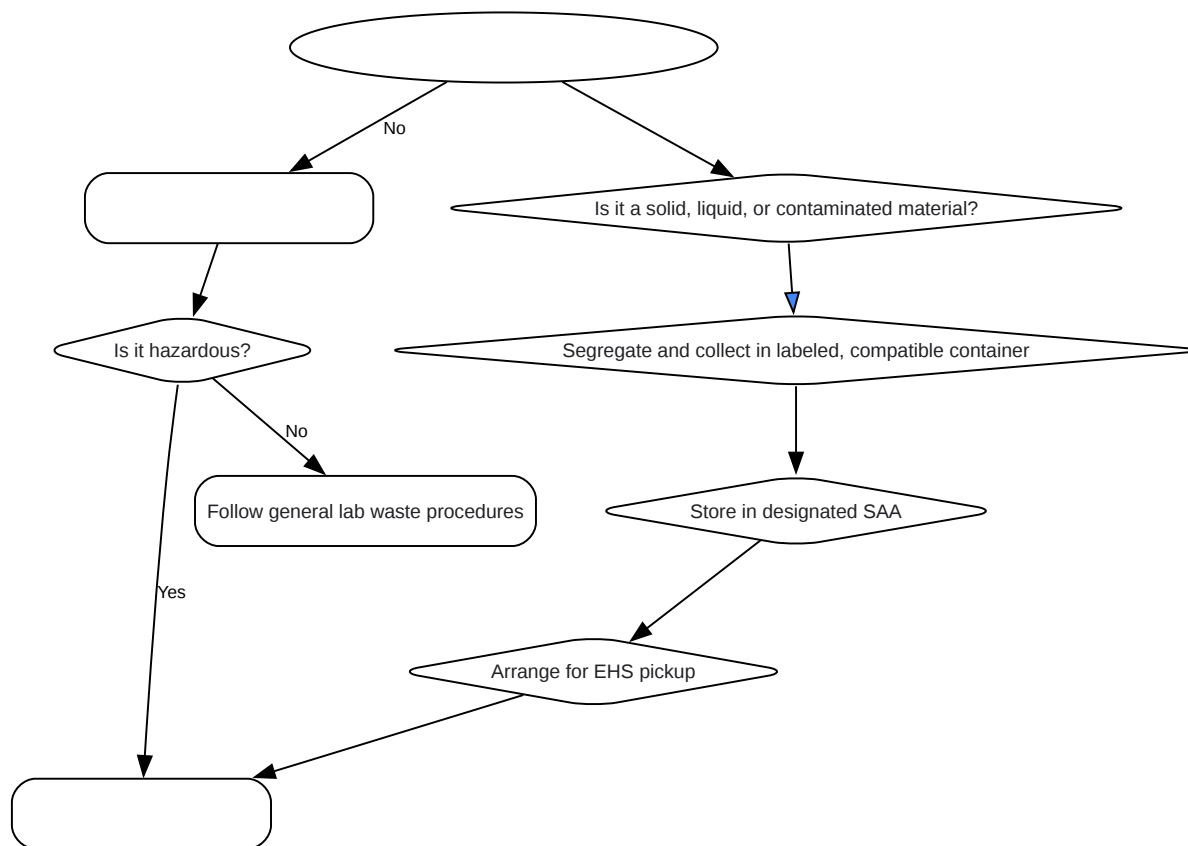 No
Is it a solid, liquid, or contaminated material?
Is it hazardous?
Segregate and collect in labeled, compatible container
No
Follow general lab waste procedures
Store in designated SAA
Yes
Arrange for EHS pickup